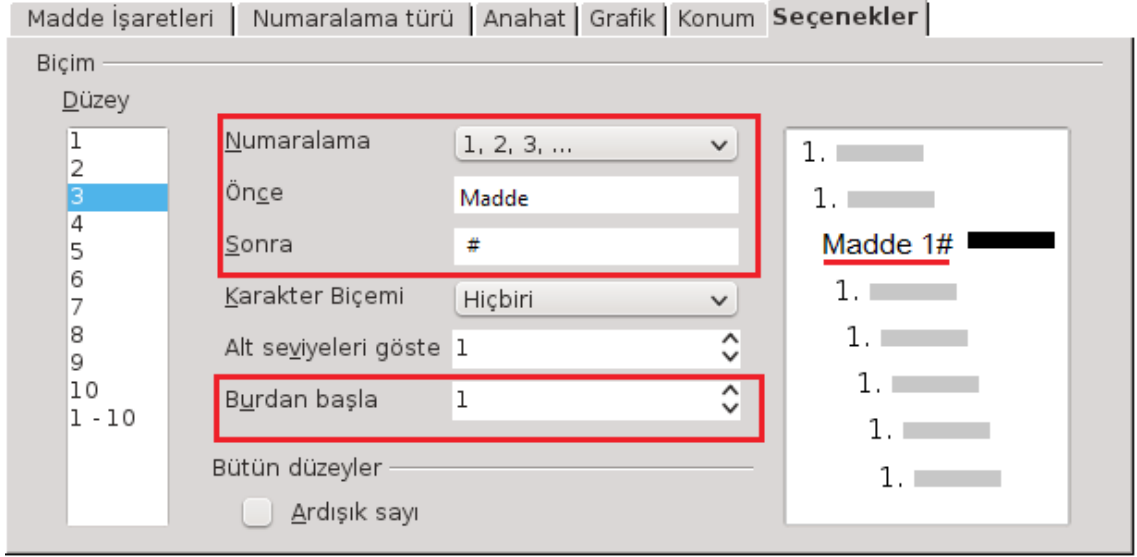 Madde İşaretleri Numaralama türü Anahat Grafik Konum Seçenekler
Biçim
Düzey
1
2
3
4
5
6
7
8
9
10
1 - 10
Numaralama 1, 2, 3, ...
Önçe Madde
Sonra #
Karakter Biçemi Hiçbiri
Alt seviyeleri göste 1
Burdan başla 1
Bütün düzeyler
Ardışık sayı
1.
1.
Madde 1#
1.
1.
1.
1.
1.